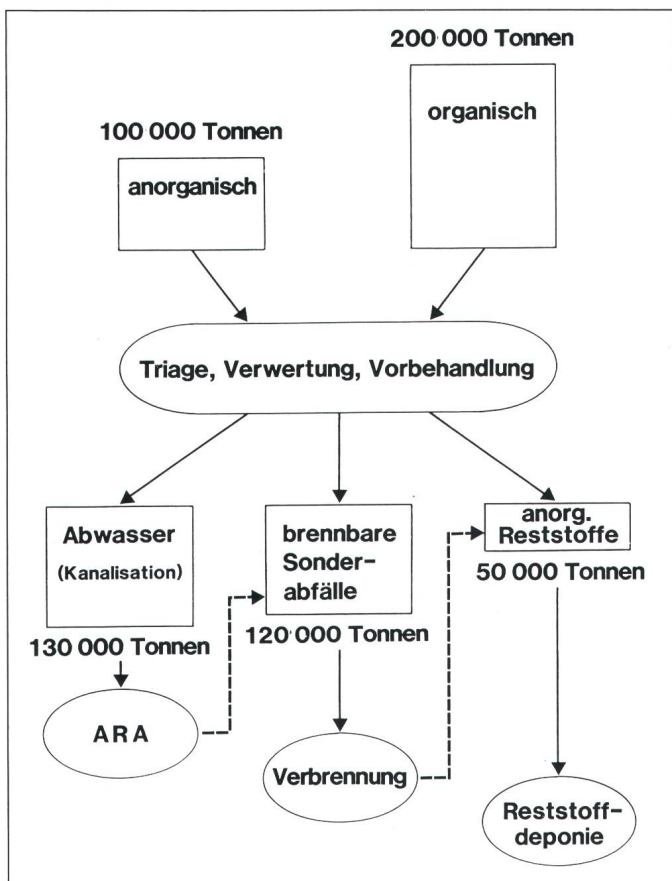 200 000 Tonnen
organisch
100 000 Tonnen
anorganisch
Triage, Verwertung, Vorbehandlung
Abwasser
(Kanalisation)
130 000 Tonnen
ARA
brennbare
Sonder-
abfälle
120 000 Tonnen
Verbrennung
anorg.
Reststoffe
50 000 Tonnen
Reststoff-
deponie